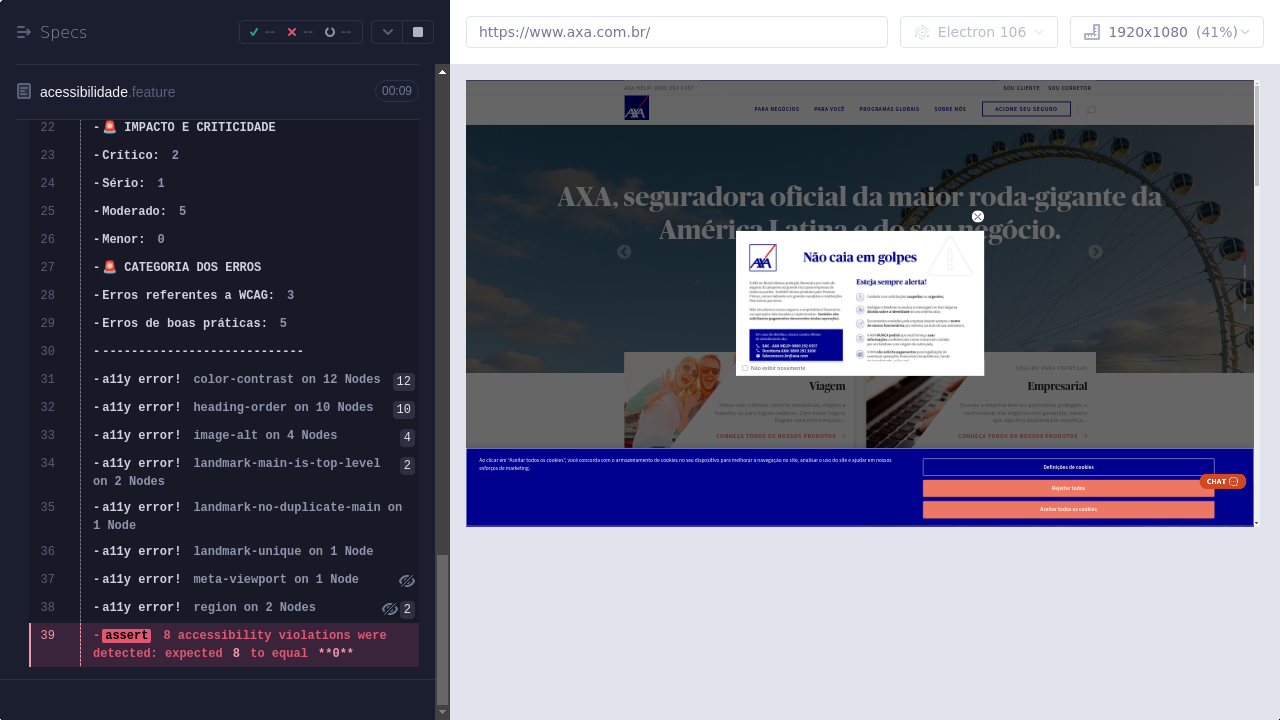 Specs
--
--
--
acessibilidade feature
00:09
22 - 🚨 IMPACTO E CRITICIDADE
23 - Crítico: 2
24 - Sério: 1
25 - Moderado: 5
26 - Menor: 0
27 - 🚨 CATEGORIAS DOS ERROS
28 - Erros referentes a WCAG: 3
29 - Erros de boas práticas: 5
31 - a11y error! color-contrast on 12 Nodes 12
32 - a11y error! heading-order on 10 Nodes 10
33 - a11y error! image-alt on 4 Nodes 4
34 - a11y error! landmark-main-is-top-level
on 2 Nodes 2
35 - a11y error! landmark-no-duplicate-main on
1 Node
36 - a11y error! landmark-unique on 1 Node
37 - a11y error! meta-viewport on 1 Node
38 - a11y error! region on 2 Nodes 2
39 - assert 8 accessibility violations were
detected: expected 8 to equal **0**
https://www.axa.com.br/
Electron 106
1920x1080 (41%)
AXA HELP: 0800 292 4357
SOU CLIENTE SOU CORRETOR
AXA
PARA NEGÓCIOS PARA VOCÊ PROGRAMAS GLOBAIS SOBRE NÓS ACIONE SEU SEGURO
AXA, seguradora oficial da maior roda-gigante da
América Latina e do seu negócio.
AXA
Não caia em golpes
Esteja sempre alerta!
SAC - AXA HELP: 0800 292 4357
Não exibir novamente
Viagem
CONHEÇA TODOS OS NOSSOS PRODUTOS
SEGURO PARA EMPRESAS
Empresarial
CONHEÇA TODOS OS NOSSOS PRODUTOS
Ao clicar em "Aceitar todos os cookies", você concorda com o armazenamento de cookies no seu dispositivo para melhorar a navegação no site, analisar o uso do site e ajudar em nossos
esforços de marketing.
Definições de cookies
Rejeitar todos
Aceitar todos os cookies
CHAT